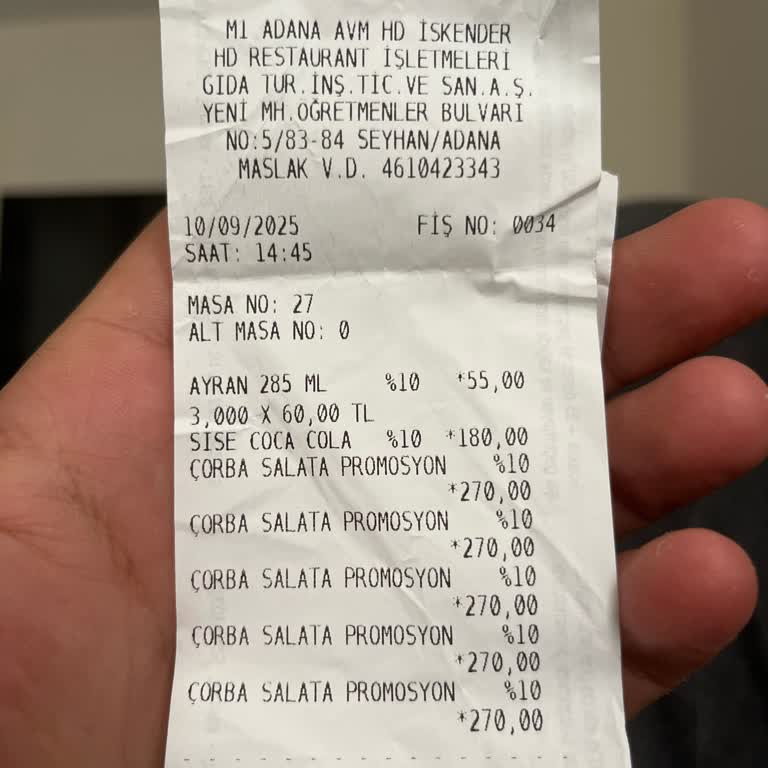 M1 ADANA AVM HD İSKENDER
HD RESTAURANT İŞLETMELERİ
GIDA TUR.İNŞ.TİC.VE SAN.A.Ş.
YENİ MH.ÖĞRETMENLER BULVARI
NO:5/83-84 SEYHAN/ADANA
MASLAK V.D. 4610423343
10/09/2025 FİŞ NO: 0034
SAAT: 14:45
MASA NO: 27
ALT MASA NO: 0
AYRAN 285 ML %10 *55,00
3,000 X 60,00 TL
SISE COCA COLA %10 *180,00
ÇORBA SALATA PROMOSYON %10
*270,00
ÇORBA SALATA PROMOSYON %10
*270,00
ÇORBA SALATA PROMOSYON %10
*270,00
ÇORBA SALATA PROMOSYON %10
*270,00
ÇORBA SALATA PROMOSYON %10
*270,00